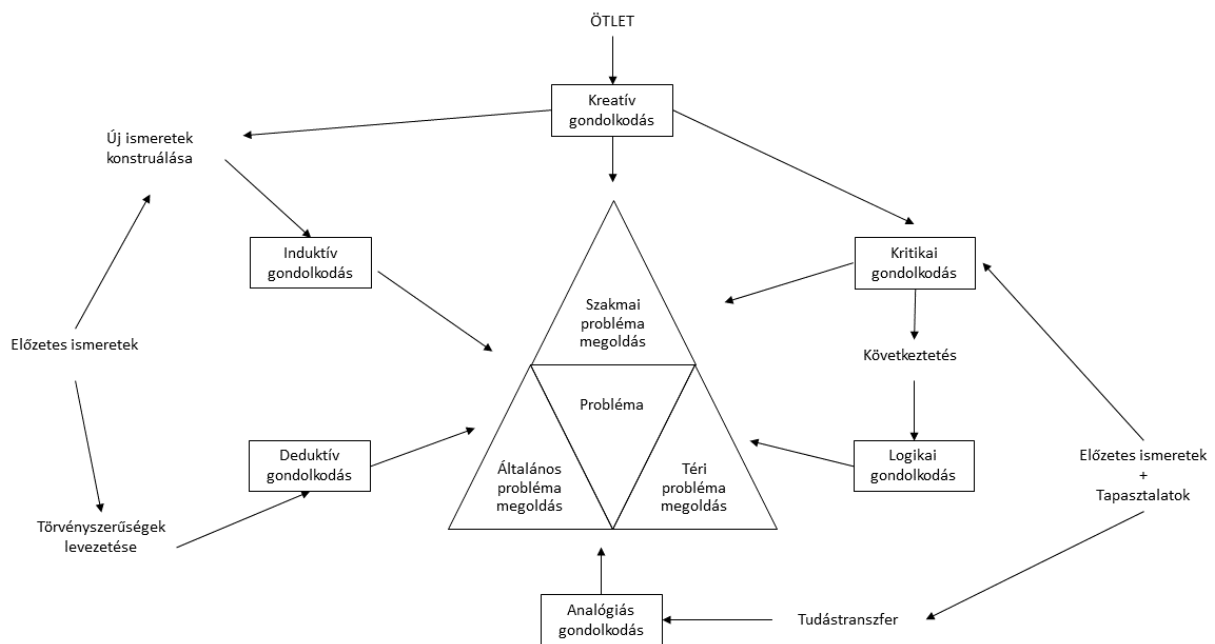 ÖTLET
Kreatív
gondolkodás
Új ismeretek
konstruálása
Induktív
gondolkodás
Kritikai
gondolkodás
Szakmai
probléma
megoldás
Előzetes ismeretek
Következtetés
Probléma
Deduktív
gondolkodás
Általános
probléma
megoldás
Téri
probléma
megoldás
Logikai
gondolkodás
Előzetes ismeretek
+
Tapasztalatok
Törvényszerűségek
levezetése
Analógiás
gondolkodás
Tudástranszfer